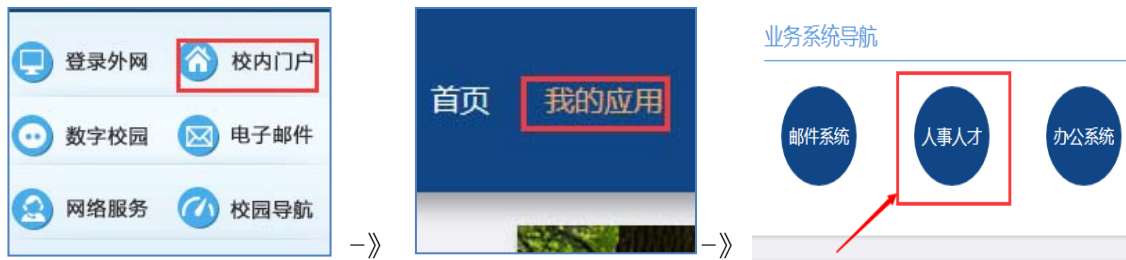 登录外网 校内门户
数字校园 电子邮件
网络服务 校园导航
–》
首页 我的应用
–》
业务系统导航
邮件系统 人事人才 办公系统